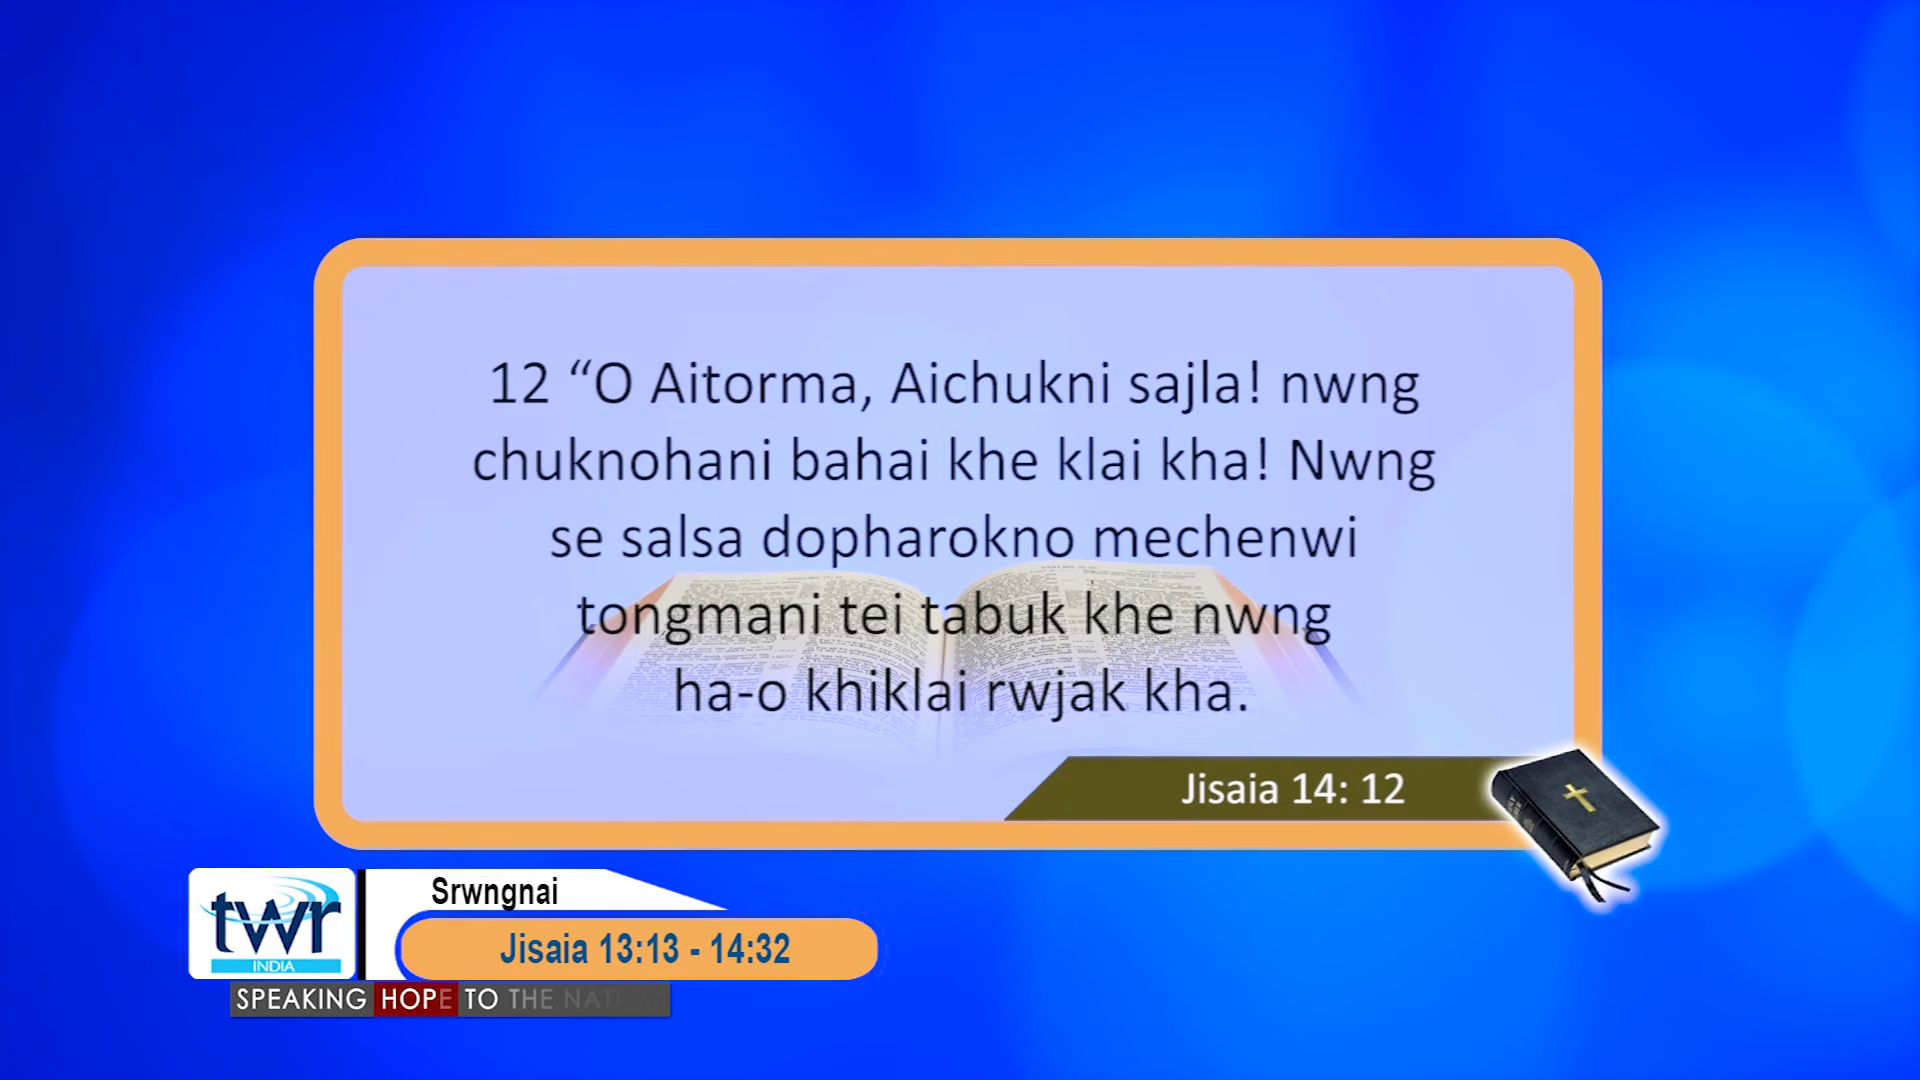 12 “O Aitorma, Aichukni sajla! nwng
chuknohani bahai khe klai kha! Nwng
se salsa dopharokno mechenwi
tongmani tei tabuk khe nwng
ha-o khiklai rwjak kha.
Jisaia 14: 12
twr
INDIA
Srwngnai
Jisaia 13:13 - 14:32
SPEAKING HOPE TO THE NAT